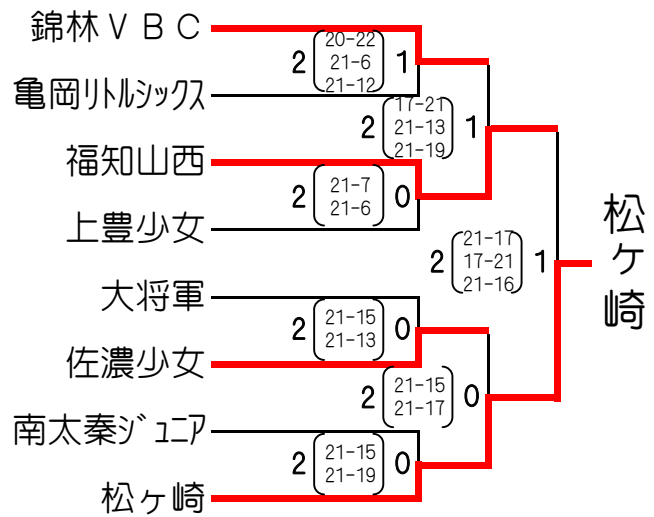 錦林ＶＢＣ
2 20-22 1
21-6
21-12
亀岡ﾘﾄﾙｼｯｸｽ
2 17-21 1
21-13
21-19
福知山西
2 21-7 0
21-6
上豊少女
2 21-17 1
17-21
21-16
松ヶ崎
大将軍
2 21-15 0
21-13
佐濃少女
2 21-15 0
21-17
南太秦ｼﾞｭﾆｱ
2 21-15 0
21-19
松ヶ崎